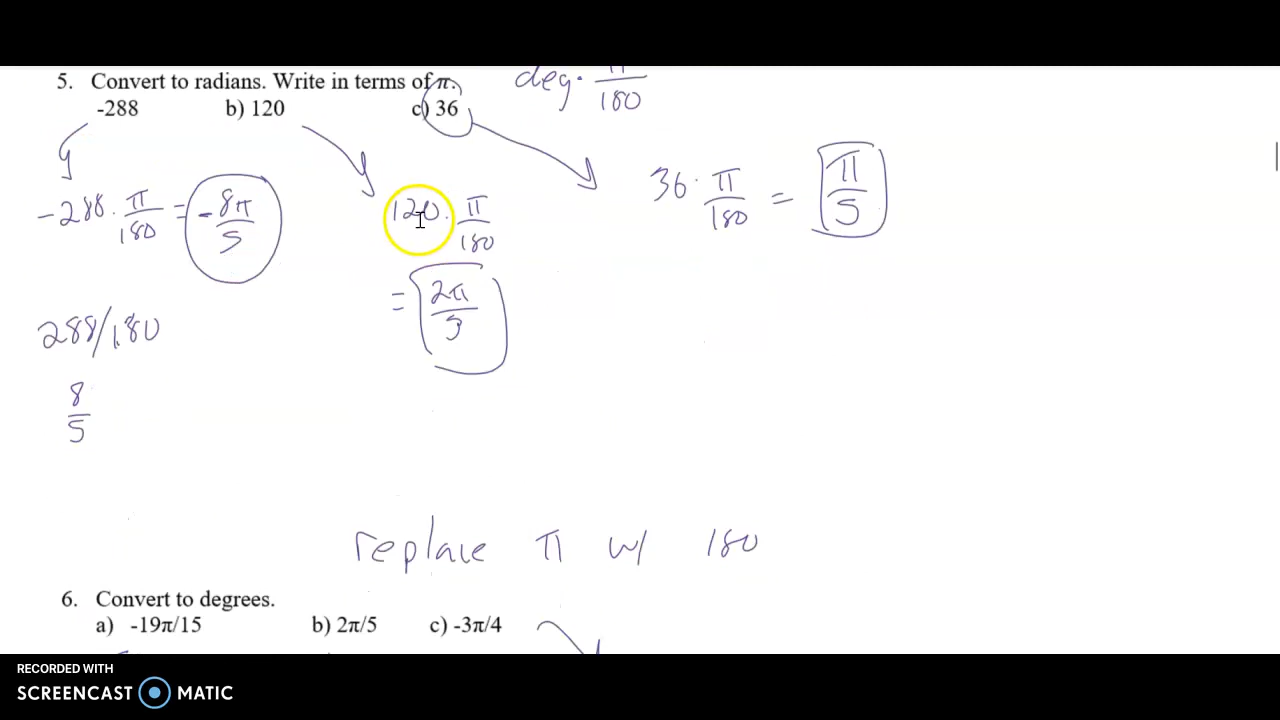 5. Convert to radians. Write in terms of π.
deg. π/180
-288 b) 120 c) 36
-288 · π/180 = -8π/5
120 · π/180
= 2π/3
36 · π/180 = π/5
288/180
8/5
replace π w/ 180
6. Convert to degrees.
a) -19π/15 b) 2π/5 c) -3π/4
RECORDED WITH
SCREENCAST MATIC